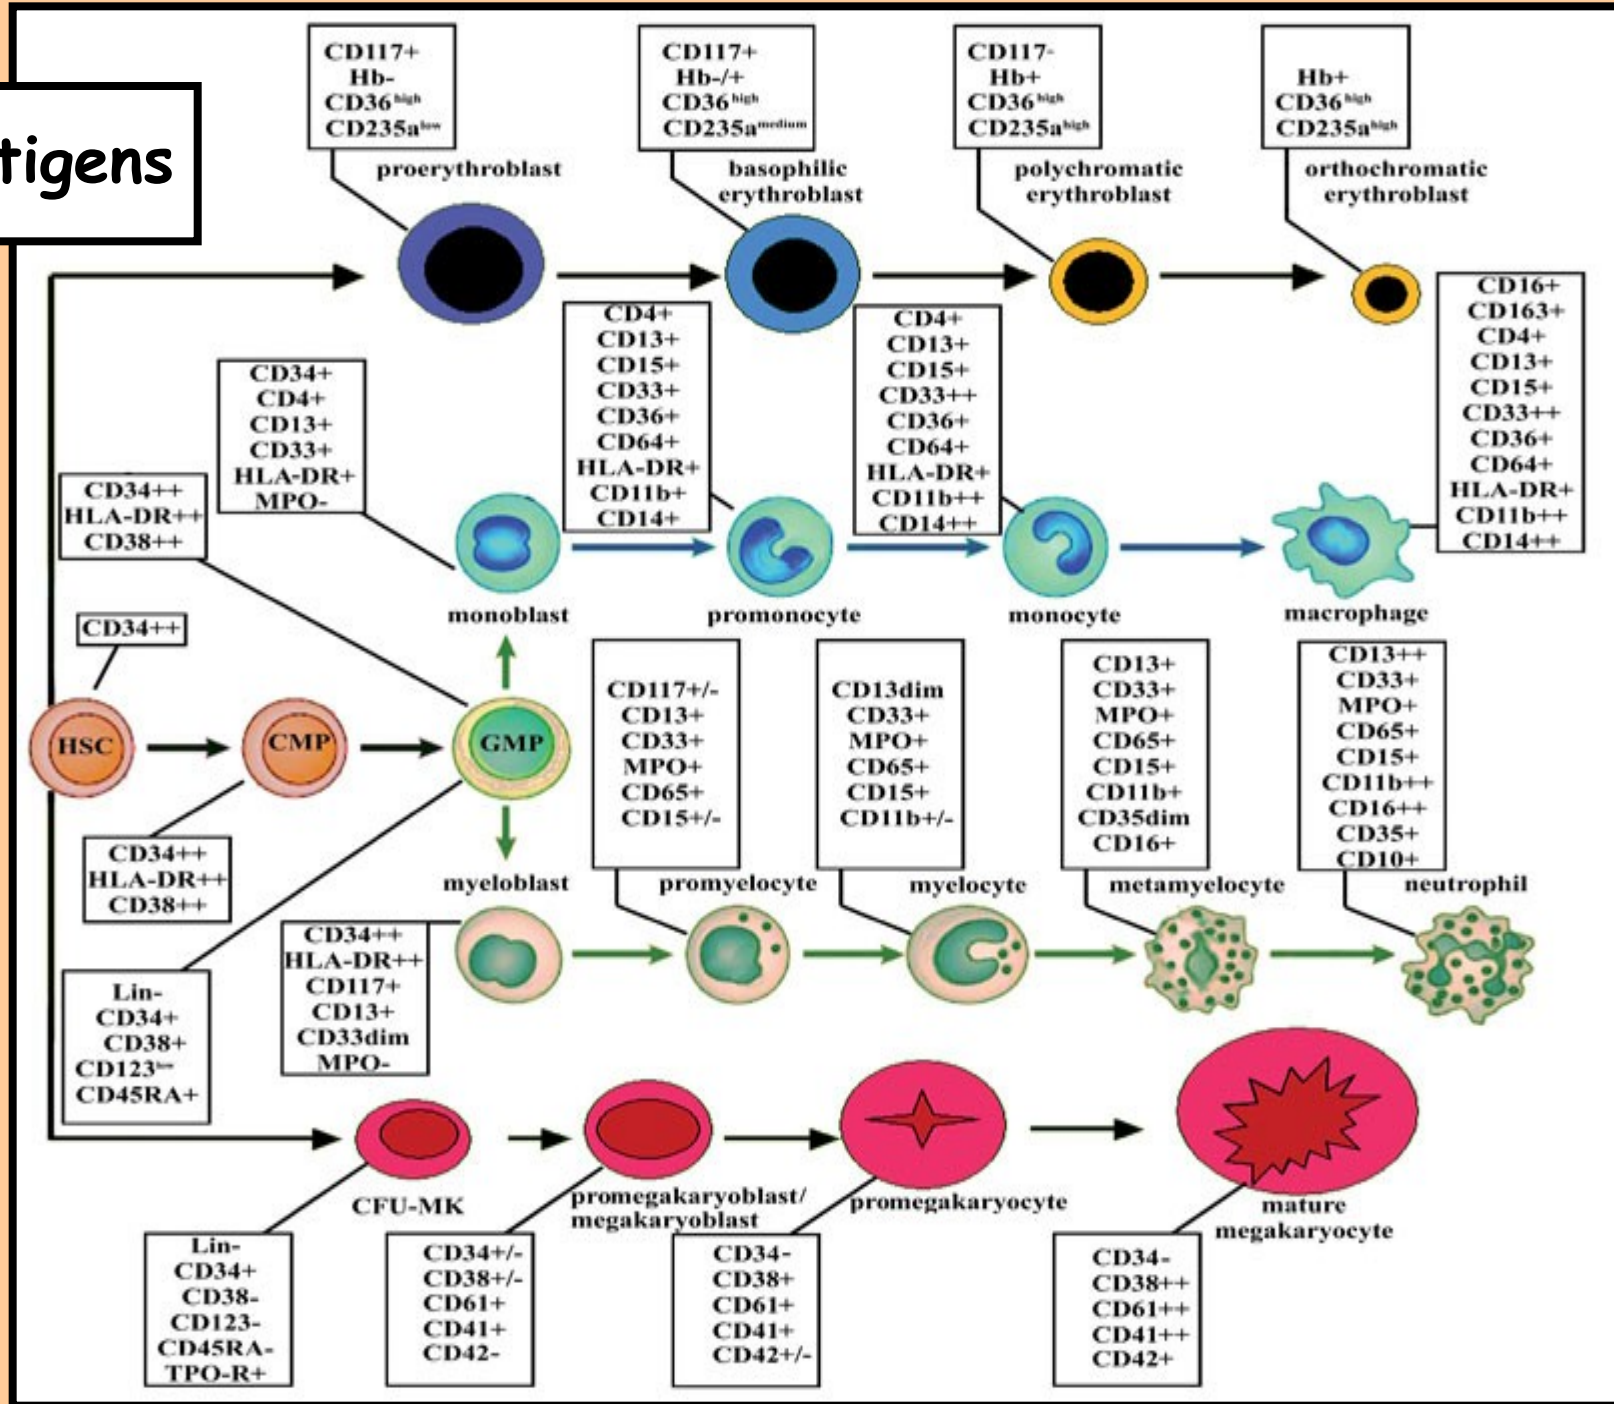 tigens
CD117+
Hb-
CD36high
CD235alow
proerythroblast
CD117+
Hb-/+
CD36high
CD235amedium
basophilic
erythroblast
CD117-
Hb+
CD36high
CD235ahigh
polychromatic
erythroblast
Hb+
CD36high
CD235ahigh
orthochromatic
erythroblast
CD34+
CD4+
CD13+
CD33+
HLA-DR+
MPO-
monoblast
CD4+
CD13+
CD15+
CD33+
CD36+
CD64+
HLA-DR+
CD11b+
CD14+
promonocyte
CD4+
CD13+
CD15+
CD33++
CD36+
CD64+
HLA-DR+
CD11b++
CD14++
monocyte
CD16+
CD163+
CD4+
CD13+
CD15+
CD33++
CD36+
CD64+
HLA-DR+
CD11b++
CD14++
macrophage
CD34++
HLA-DR++
CD38++
CD34++
HSC
CMP
GMP
CD34++
HLA-DR++
CD38++
Lin-
CD34+
CD38+
CD123low
CD45RA+
myeloblast
CD34++
HLA-DR++
CD117+
CD13+
CD33dim
MPO-
CD117+/-
CD13+
CD33+
MPO+
CD65+
CD15+/-
promyelocyte
CD13dim
CD33+
MPO+
CD65+
CD15+
CD11b+/-
myelocyte
CD13+
CD33+
MPO+
CD65+
CD15+
CD11b+
CD35dim
CD16+
metamyelocyte
CD13++
CD33+
MPO+
CD65+
CD15+
CD11b++
CD16++
CD35+
CD10+
neutrophil
CFU-MK
Lin-
CD34+
CD38-
CD123-
CD45RA-
TPO-R+
promegakaryoblast/
megakaryoblast
CD34+/-
CD38+/-
CD61+
CD41+
CD42-
promegakaryocyte
CD34-
CD38+
CD61+
CD41+
CD42+/-
mature
megakaryocyte
CD34-
CD38++
CD61++
CD41++
CD42+